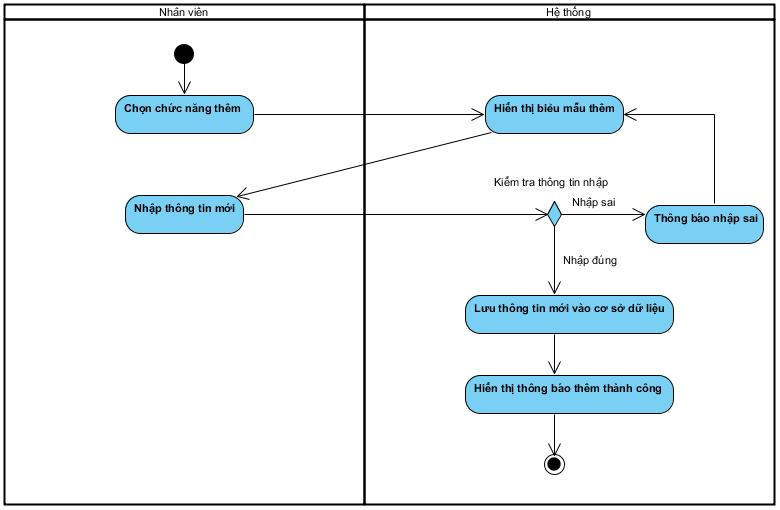 Nhân viên
Hệ thống
Chọn chức năng thêm
Hiển thị biểu mẫu thêm
Kiểm tra thông tin nhập
Nhập thông tin mới
Nhập sai
Thông báo nhập sai
Nhập đúng
Lưu thông tin mới vào cơ sở dữ liệu
Hiển thị thông báo thêm thành công